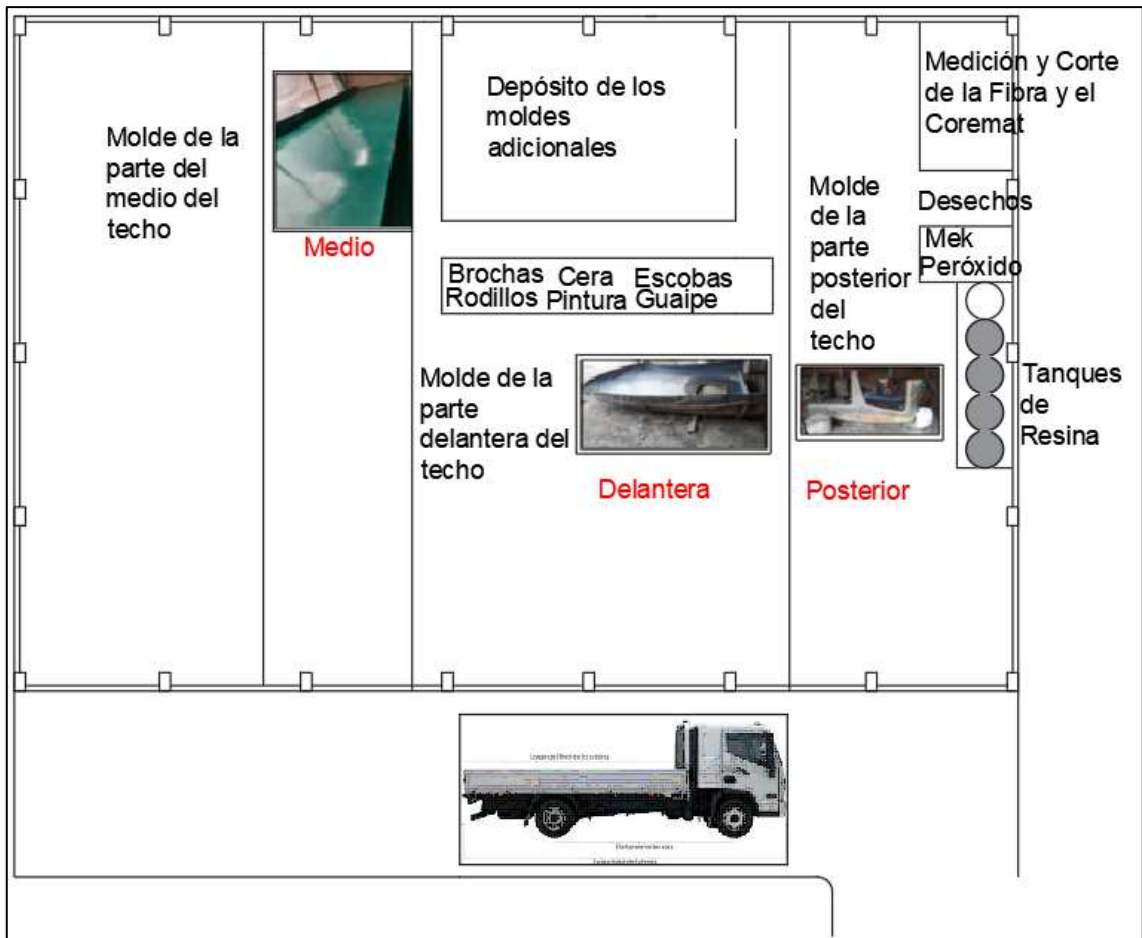 Medición y Corte
de la Fibra y el
Coremat
Depósito de los
moldes
adicionales
Molde de la
parte del
medio del
techo
Medio
Molde
de la
parte
posterior
del
techo
Desechos
Mek
Peróxido
Brochas Cera Escobas
Rodillos Pintura Guaipe
Molde de la
parte
delantera del
techo
Delantera
Posterior
Tanques
de
Resina